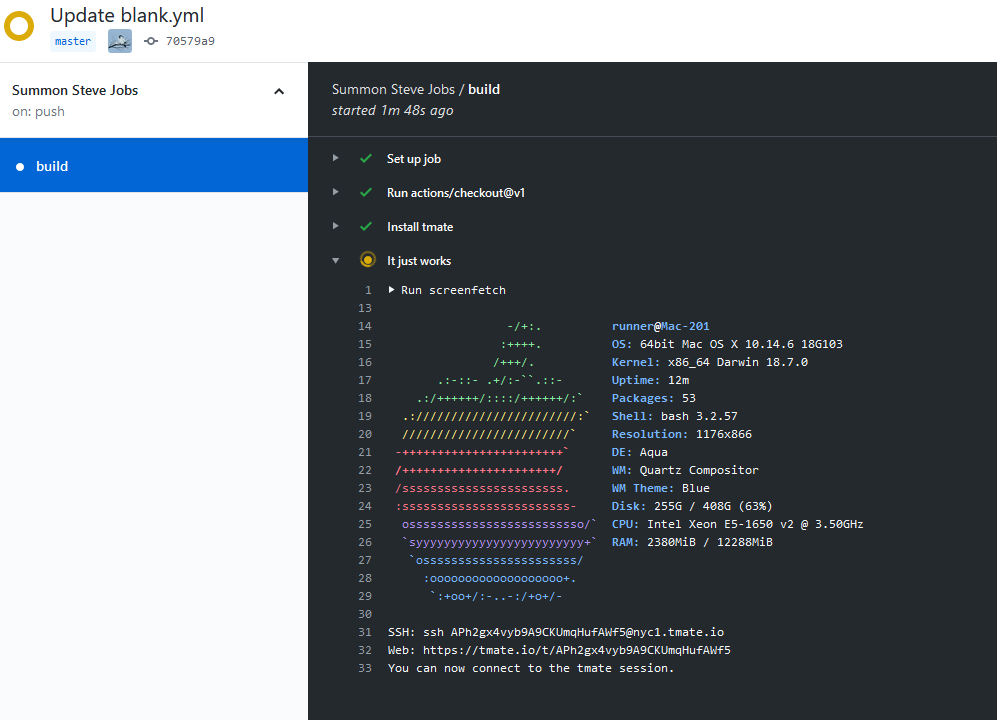 Update blank.yml
master 70579a9
Summon Steve Jobs
on: push
build
Summon Steve Jobs / build
started 1m 48s ago
Set up job
Run actions/checkout@v1
Install tmate
It just works
1 Run screenfetch
13
14                  -/+:.          runner@Mac-201
15                 :++++.          OS: 64bit Mac OS X 10.14.6 18G103
16                /+++/.           Kernel: x86_64 Darwin 18.7.0
17        .:-::- .+/:-``.::-       Uptime: 12m
18     .:/++++++/::::/++++++/:`    Packages: 53
19   .:///////////////////////:`   Shell: bash 3.2.57
20   ////////////////////////`     Resolution: 1176x866
21  -+++++++++++++++++++++++`      DE: Aqua
22  /++++++++++++++++++++++/       WM: Quartz Compositor
23  /sssssssssssssssssssssss.      WM Theme: Blue
24  :ssssssssssssssssssssssss-     Disk: 255G / 408G (63%)
25   osssssssssssssssssssssssso/`  CPU: Intel Xeon E5-1650 v2 @ 3.50GHz
26   `syyyyyyyyyyyyyyyyyyyyyyyy+`  RAM: 2380MiB / 12288MiB
27    `ossssssssssssssssssssss/
28      :ooooooooooooooooooo+.
29       `:+oo+/:-..-:/+o+/-
30
31 SSH: ssh APh2gx4vyb9A9CKUmqHufAWf5@nyc1.tmate.io
32 Web: https://tmate.io/t/APh2gx4vyb9A9CKUmqHufAWf5
33 You can now connect to the tmate session.